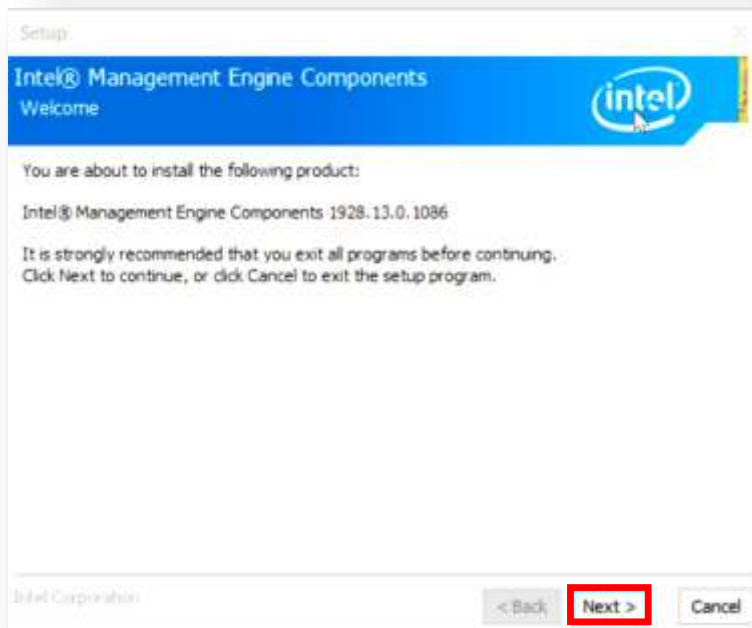 Setup
Intel® Management Engine Components
Welcome
intel
You are about to install the following product:
Intel® Management Engine Components 1928.13.0.1086
It is strongly recommended that you exit all programs before continuing.
Click Next to continue, or click Cancel to exit the setup program.
Intel Corporation
< Back
Next >
Cancel